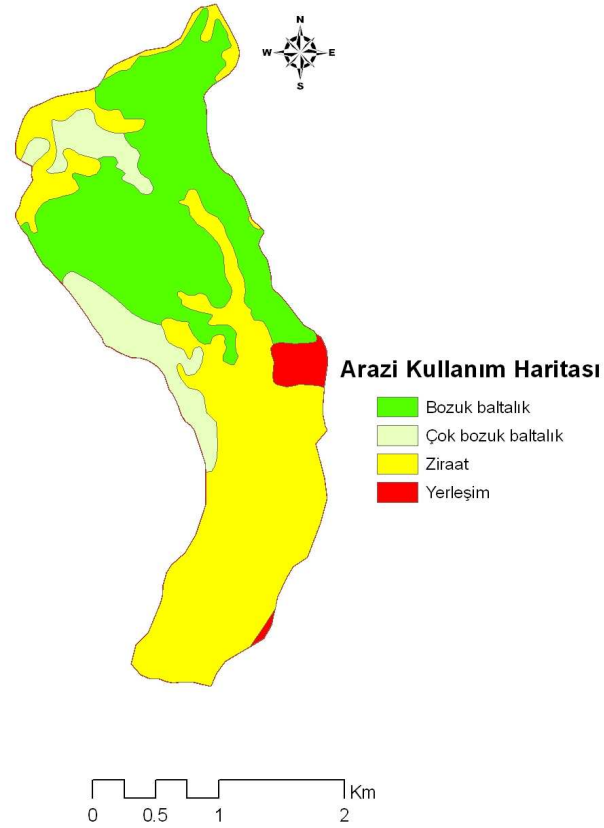 N
W E
S
Arazi Kullanım Haritası
Bozuk baltalık
Çok bozuk baltalık
Ziraat
Yerleşim
Km
0 0.5 1 2